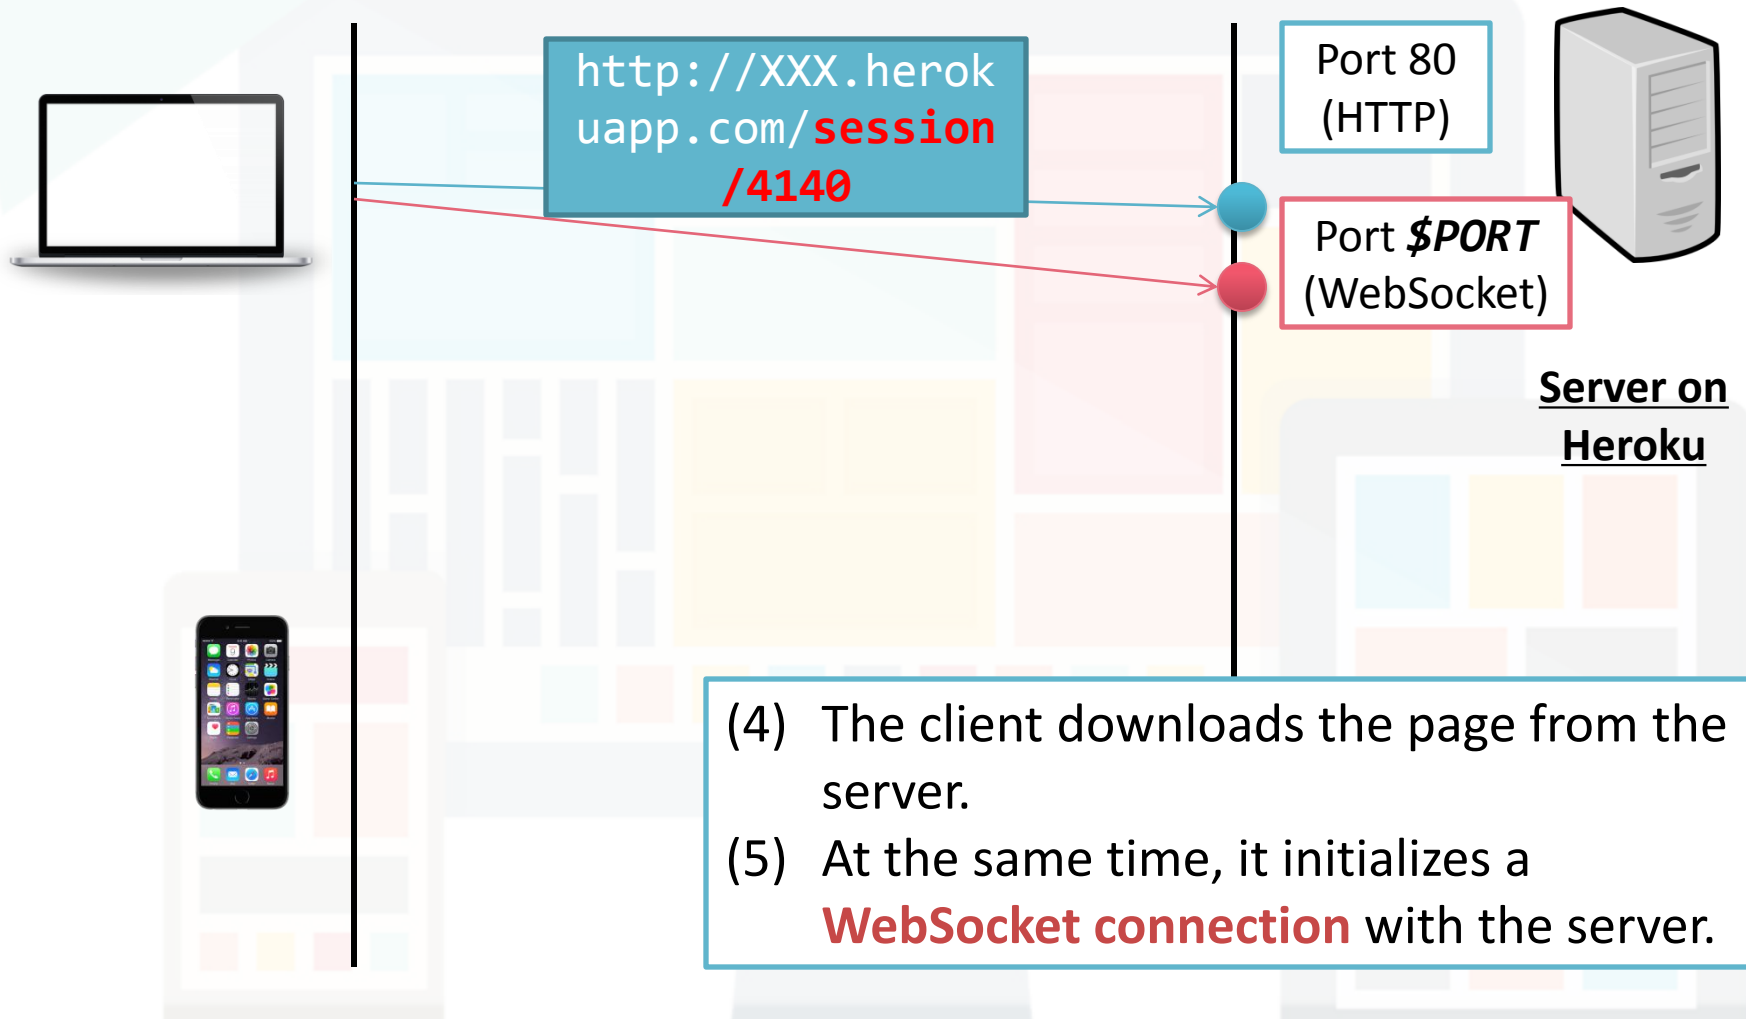 http://XXX.herok
uapp.com/session
/4140
Port 80
(HTTP)
Port $PORT
(WebSocket)
Server on
Heroku
(4) The client downloads the page from the
server.
(5) At the same time, it initializes a
WebSocket connection with the server.